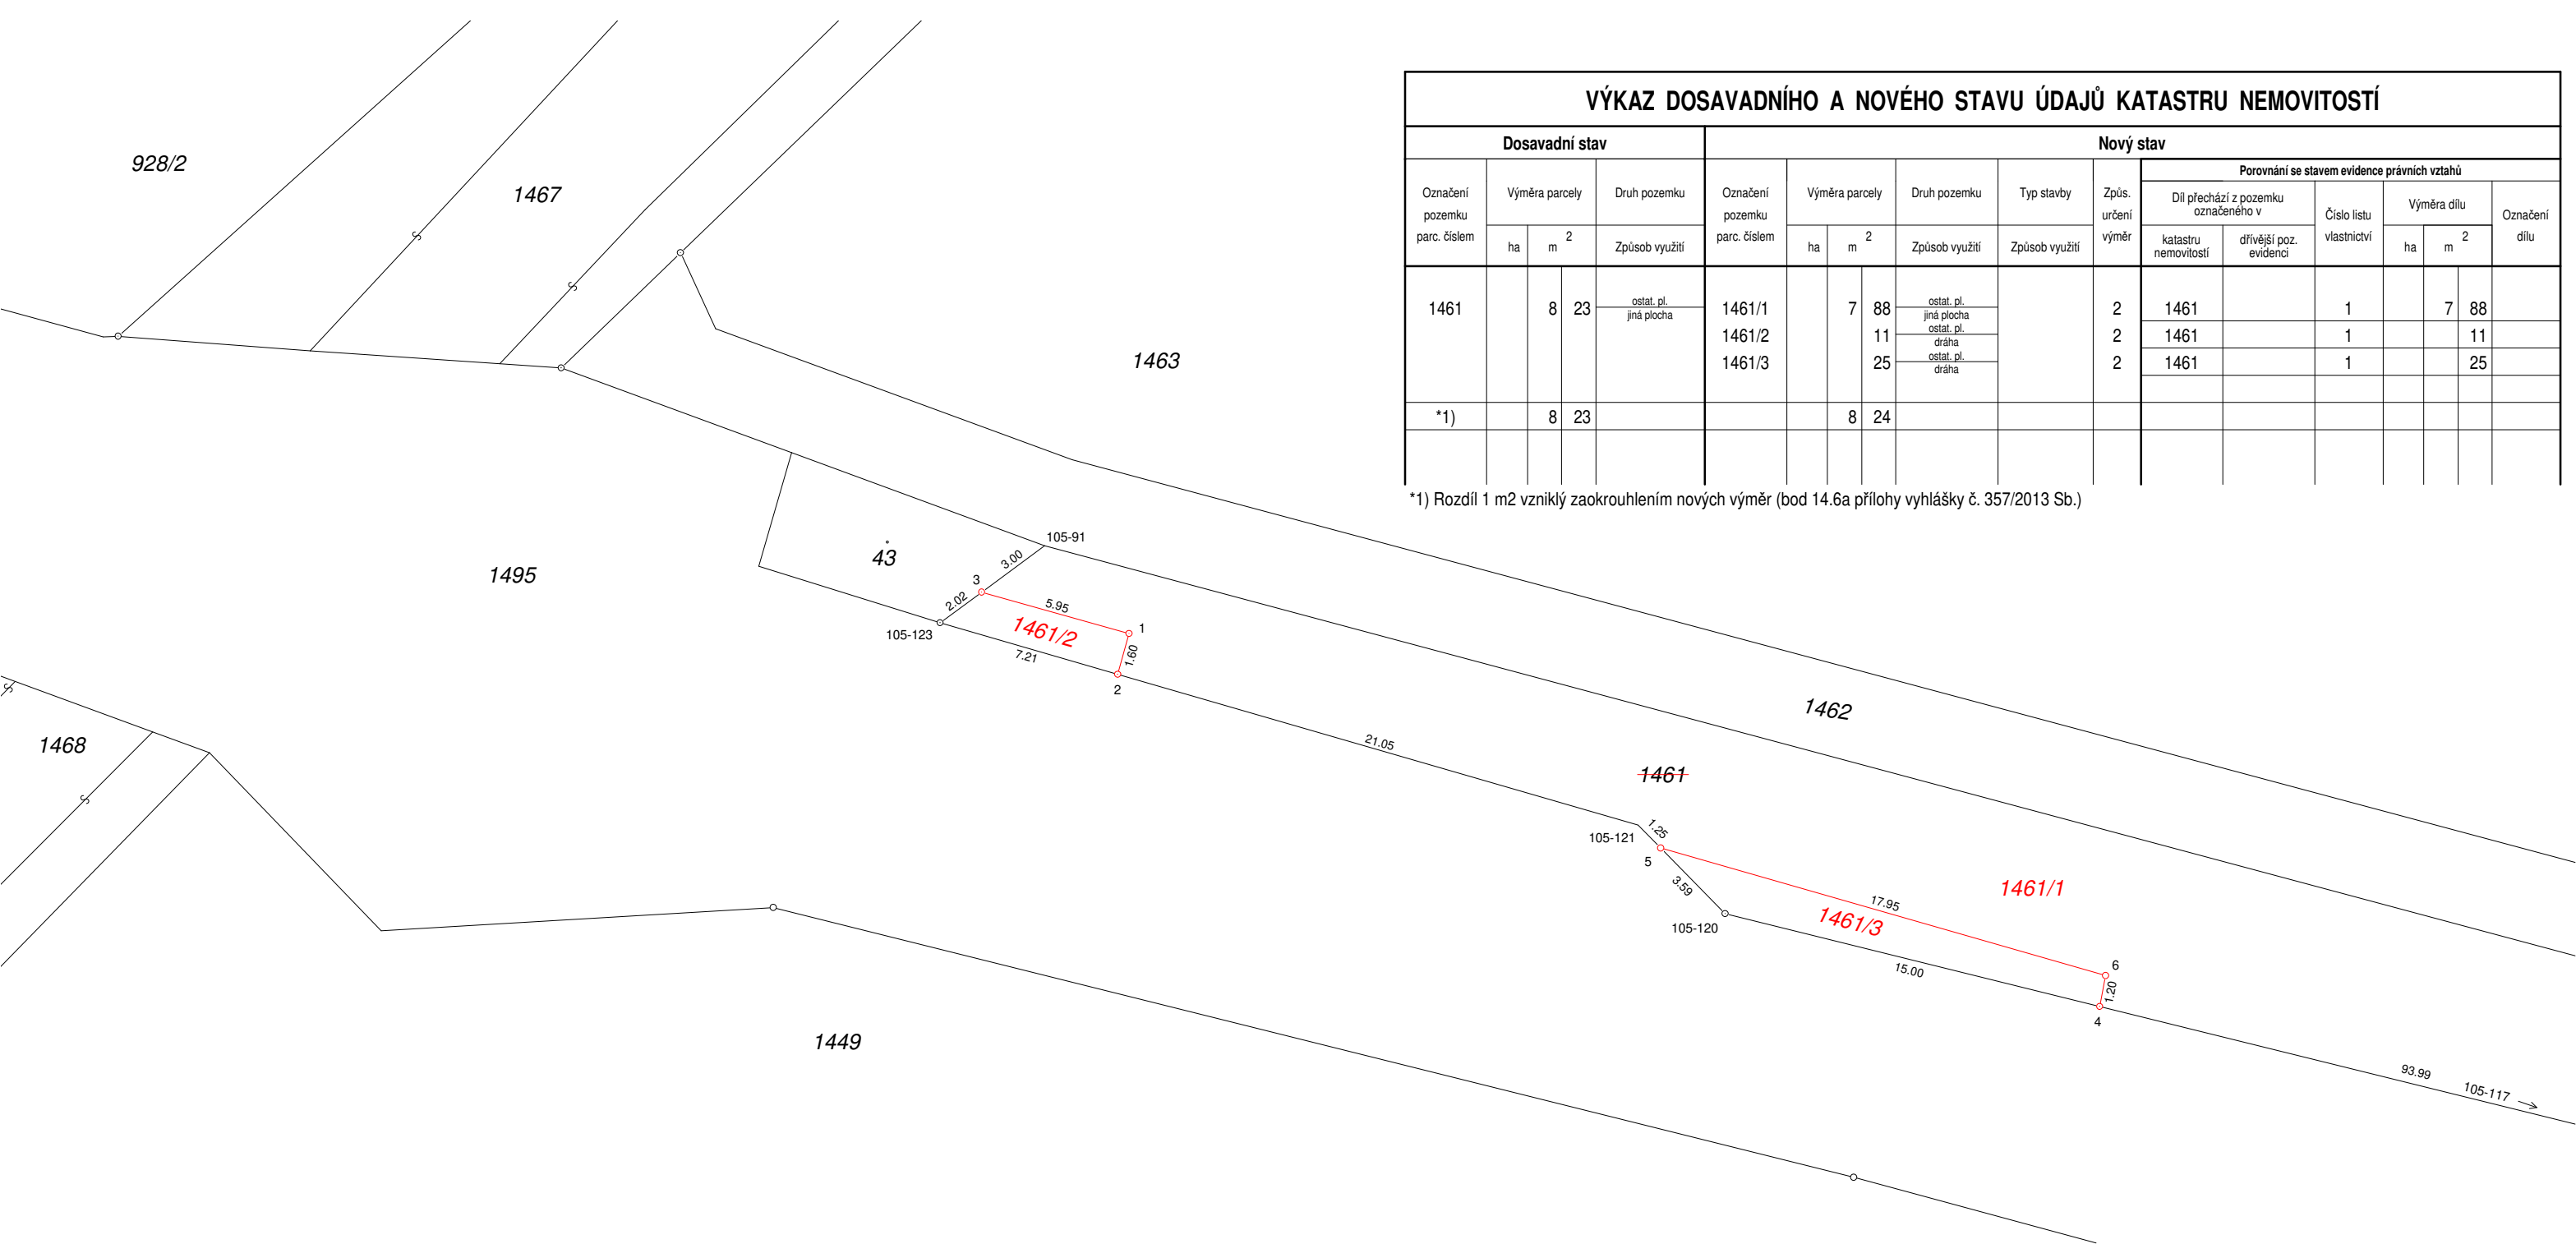 VÝKAZ DOSAVADNÍHO A NOVÉHO STAVU ÚDAJŮ KATASTRU NEMOVITOSTÍ
Dosavadní stav
Nový stav
Označení pozemku parc. číslem
Výměra parcely
ha
m2
Druh pozemku
Způsob využití
Označení pozemku parc. číslem
Výměra parcely
ha
m2
Druh pozemku
Způsob využití
Typ stavby
Způsob využití
Způs. určení výměr
Porovnání se stavem evidence právních vztahů
Díl přechází z pozemku označeného v
katastru nemovitostí
dřívější poz. evidenci
Číslo listu vlastnictví
Výměra dílu
ha
m2
Označení dílu
1461 8 23 ostat. pl. jiná plocha 1461/1 7 88 ostat. pl. jiná plocha 2 1461 1 7 88
1461/2 11 ostat. pl. dráha 2 1461 1 11
1461/3 25 ostat. pl. dráha 2 1461 1 25
*1) 8 23 8 24
*1) Rozdíl 1 m2 vzniklý zaokrouhlením nových výměr (bod 14.6a přílohy vyhlášky č. 357/2013 Sb.)
928/2
1467
1463
1495
43
105-91
3.00
3
2.02
105-123
5.95
1461/2
1
1.60
7.21
2
1462
21.05
1468
1461
1.25
105-121
5
3.59
1461/1
17.95
1461/3
105-120
15.00
6
1.20
4
1449
93.99
105-117